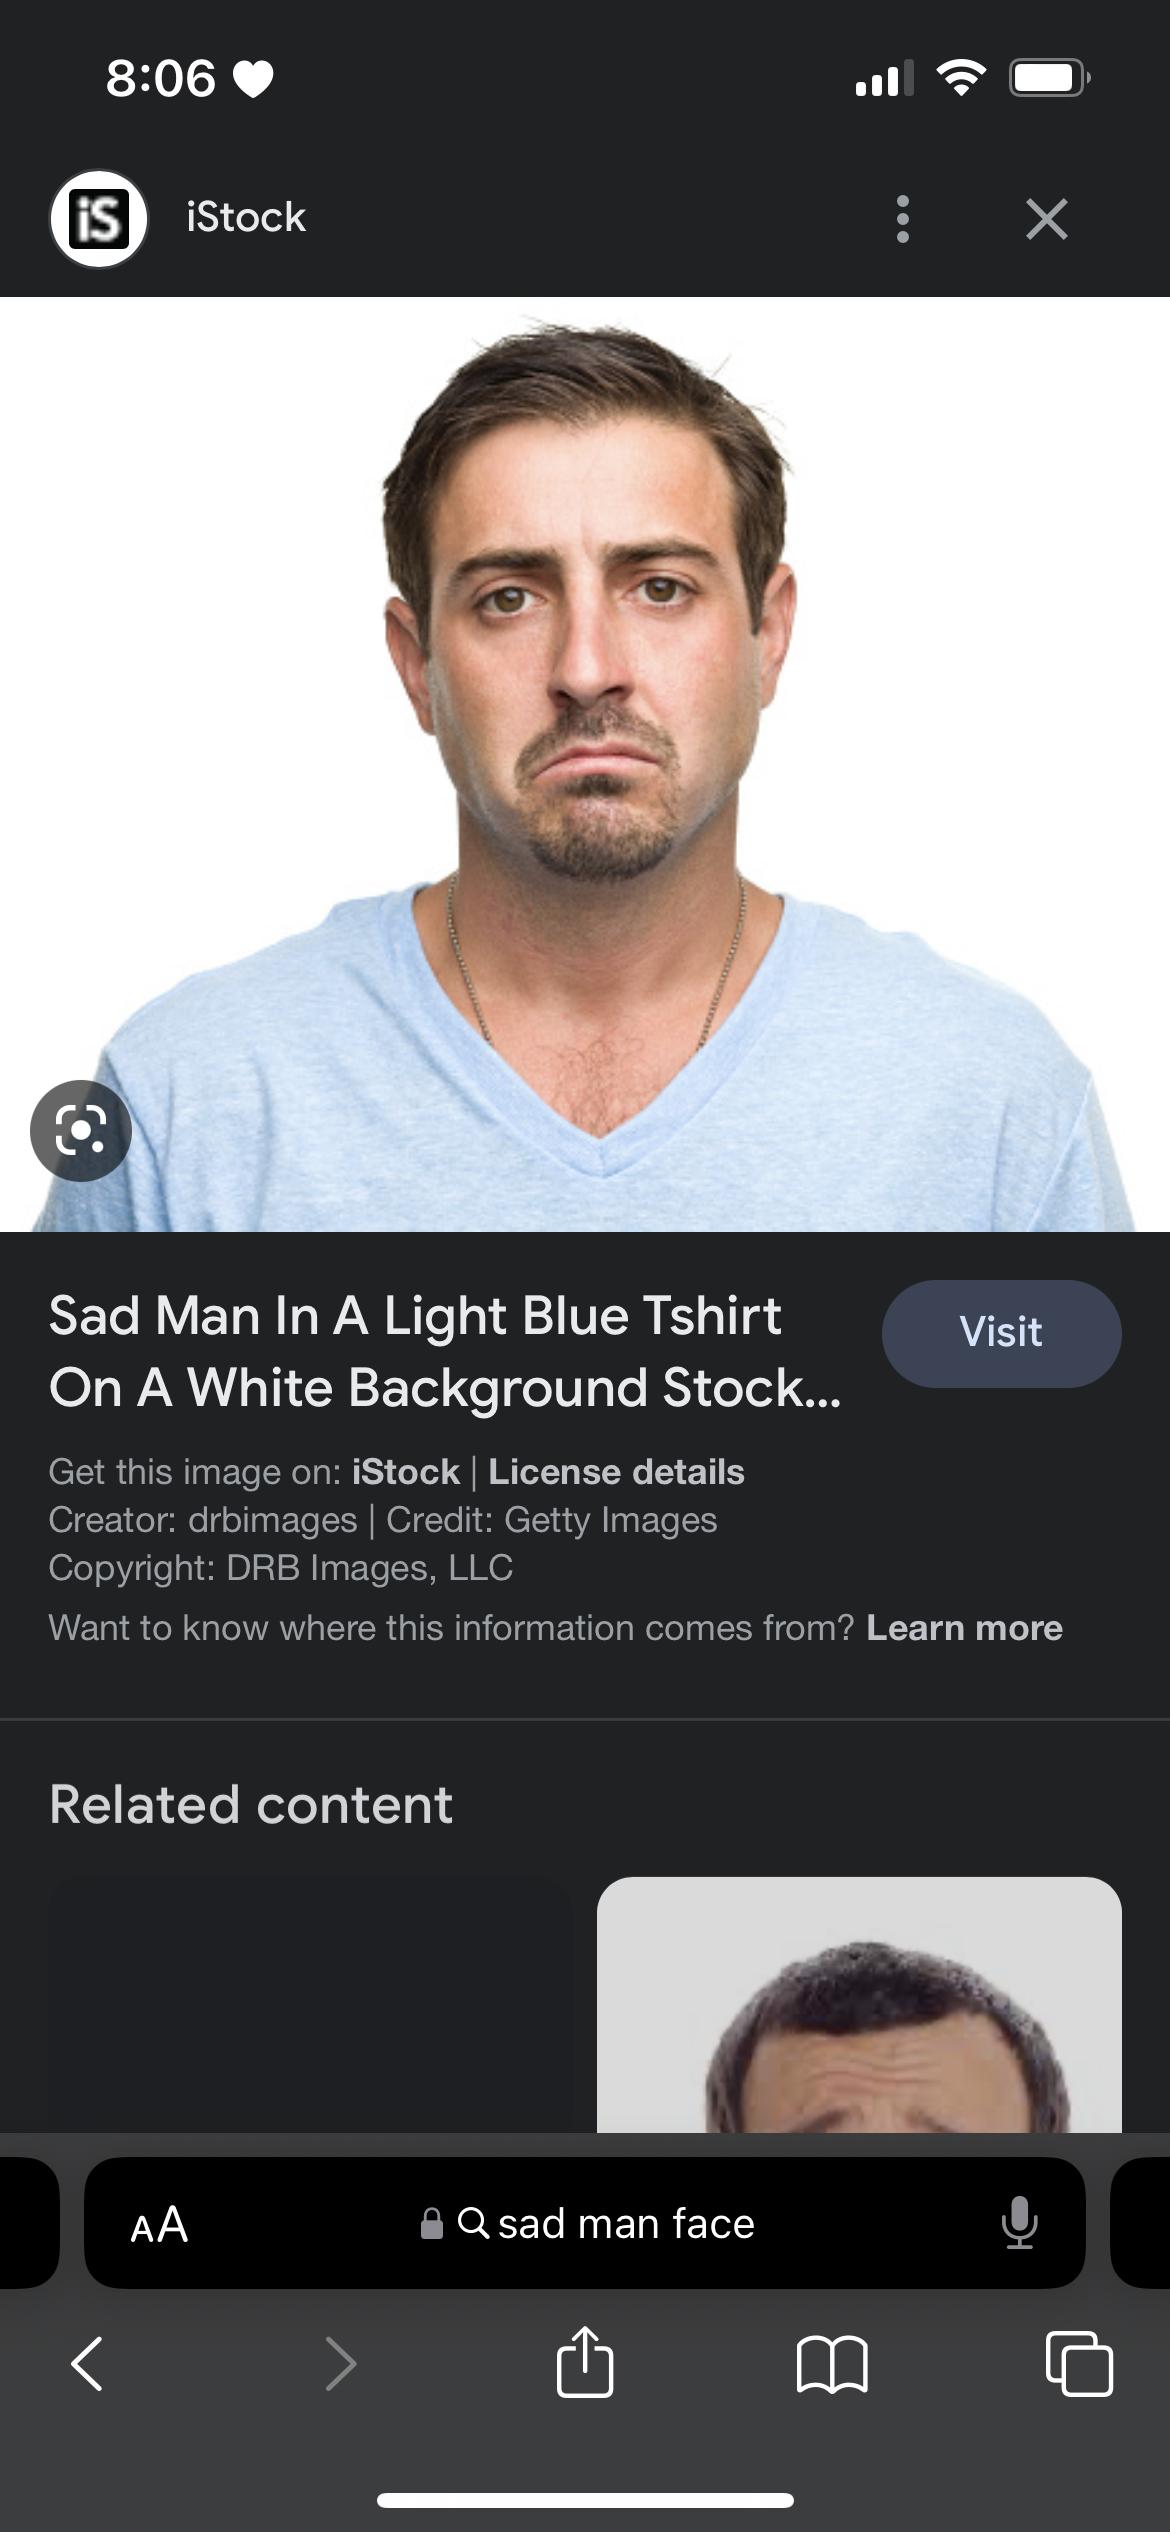 8:06
iS iStock
Sad Man In A Light Blue Tshirt
On A White Background Stock...
Visit
Get this image on: iStock | License details
Creator: drbimages | Credit: Getty Images
Copyright: DRB Images, LLC
Want to know where this information comes from? Learn more
Related content
AA sad man face